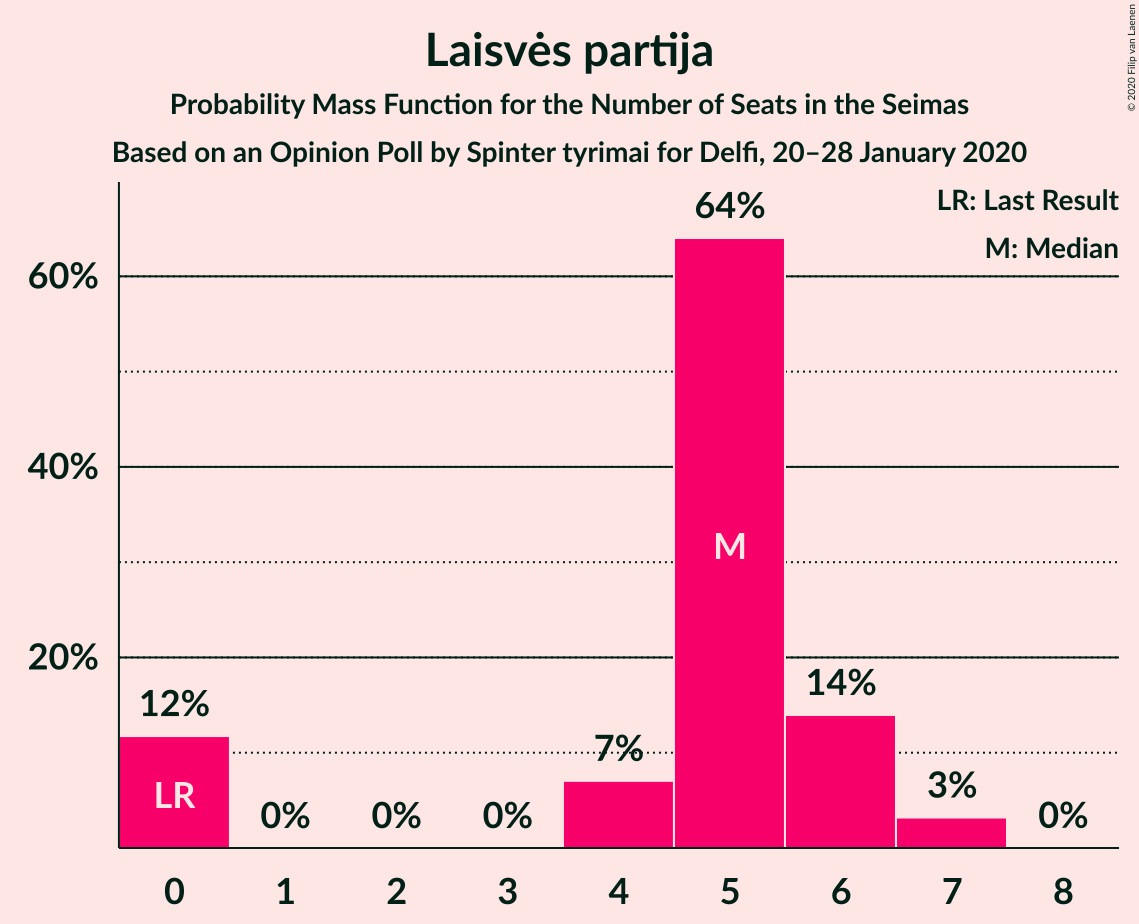 Laisvės partija
Probability Mass Function for the Number of Seats in the Seimas
Based on an Opinion Poll by Spinter tyrimai for Delfi, 20–28 January 2020
© 2020 Filip van Laenen
LR: Last Result
M: Median
60%
40%
20%
12%
0%
0%
0%
7%
64%
14%
3%
0%
LR
M
0
1
2
3
4
5
6
7
8